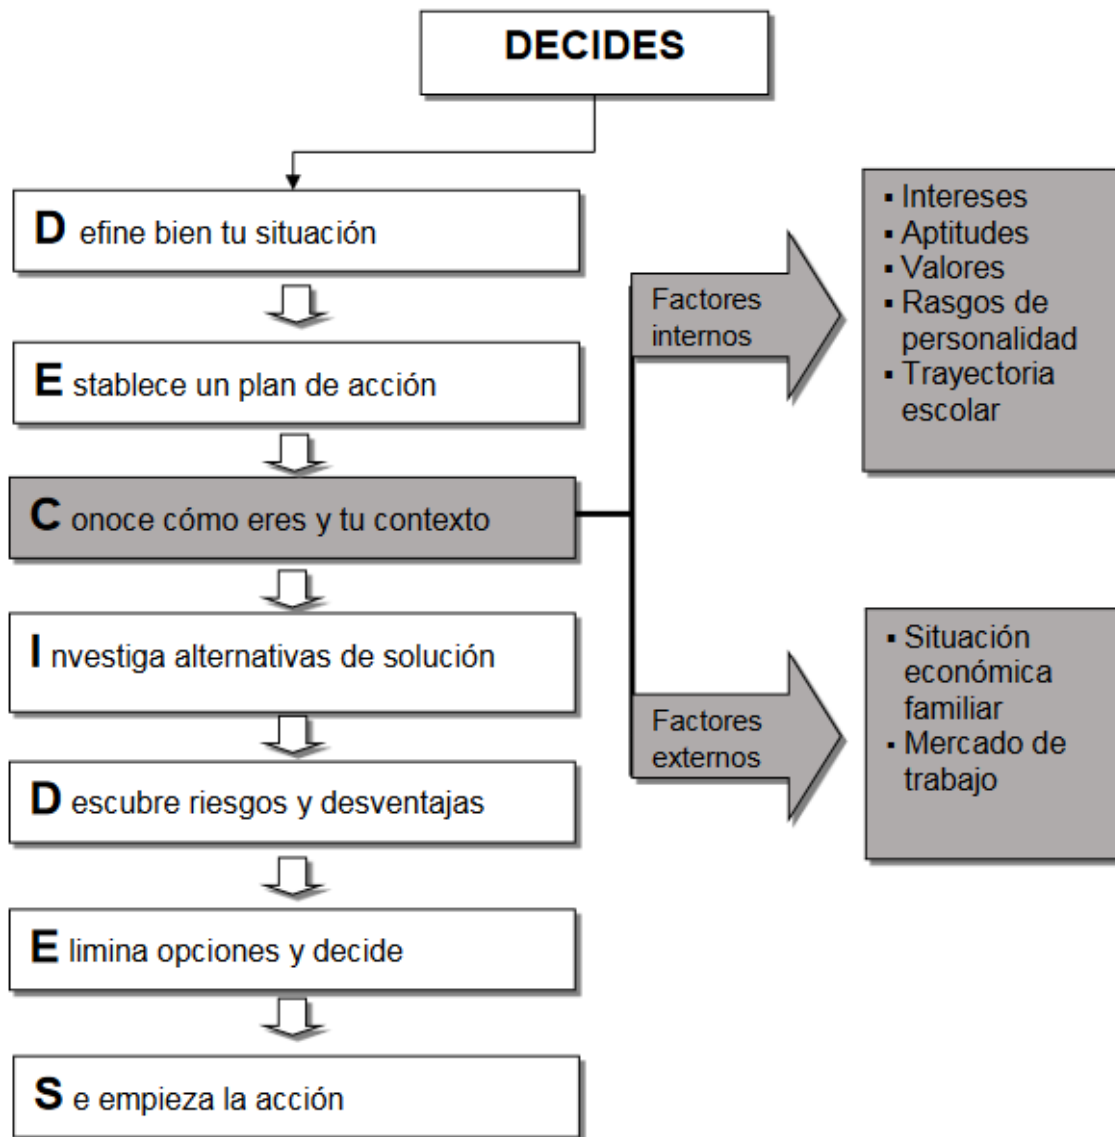 DECIDES
D efine bien tu situación
E stablece un plan de acción
C onoce cómo eres y tu contexto
I nvestiga alternativas de solución
D escubre riesgos y desventajas
E limina opciones y decide
S e empieza la acción
Factores
internos
▪ Intereses
▪ Aptitudes
▪ Valores
▪ Rasgos de
personalidad
▪ Trayectoria
escolar
Factores
externos
▪ Situación
económica
familiar
▪ Mercado de
trabajo